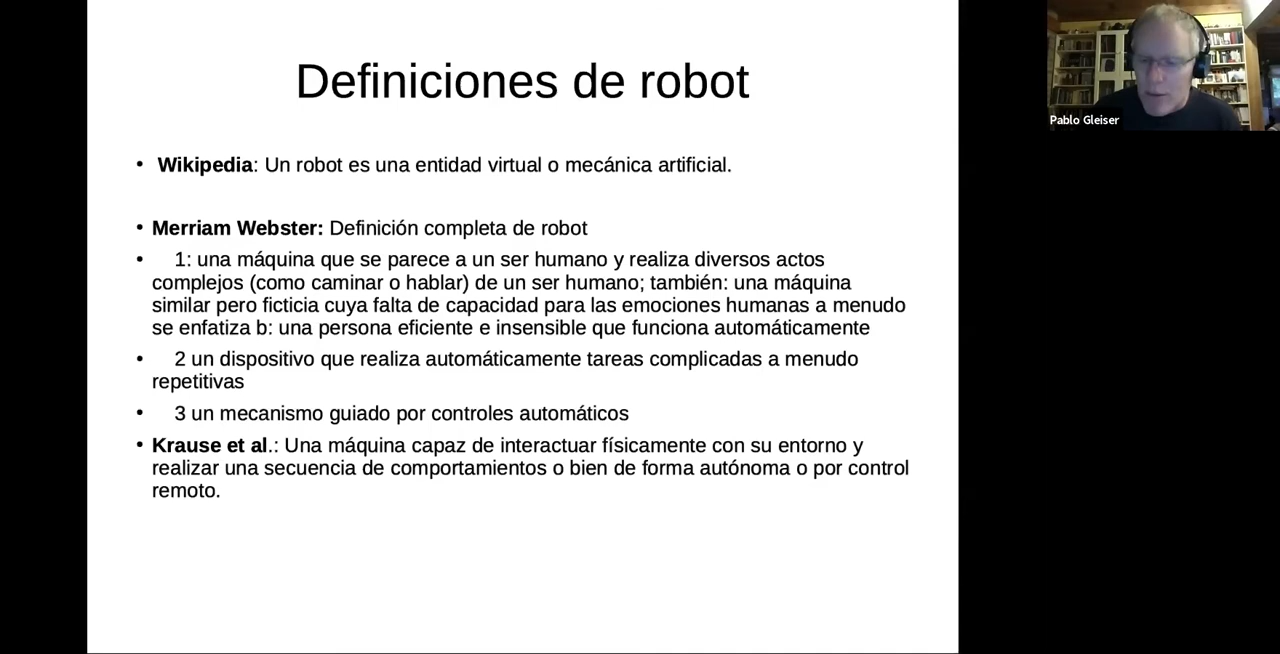 Definiciones de robot
• Wikipedia: Un robot es una entidad virtual o mecánica artificial.
• Merriam Webster: Definición completa de robot
• 1: una máquina que se parece a un ser humano y realiza diversos actos
complejos (como caminar o hablar) de un ser humano; también: una máquina
similar pero ficticia cuya falta de capacidad para las emociones humanas a menudo
se enfatiza b: una persona eficiente e insensible que funciona automáticamente
• 2 un dispositivo que realiza automáticamente tareas complicadas a menudo
repetitivas
• 3 un mecanismo guiado por controles automáticos
• Krause et al.: Una máquina capaz de interactuar físicamente con su entorno y
realizar una secuencia de comportamientos o bien de forma autónoma o por control
remoto.
Pablo Gleiser